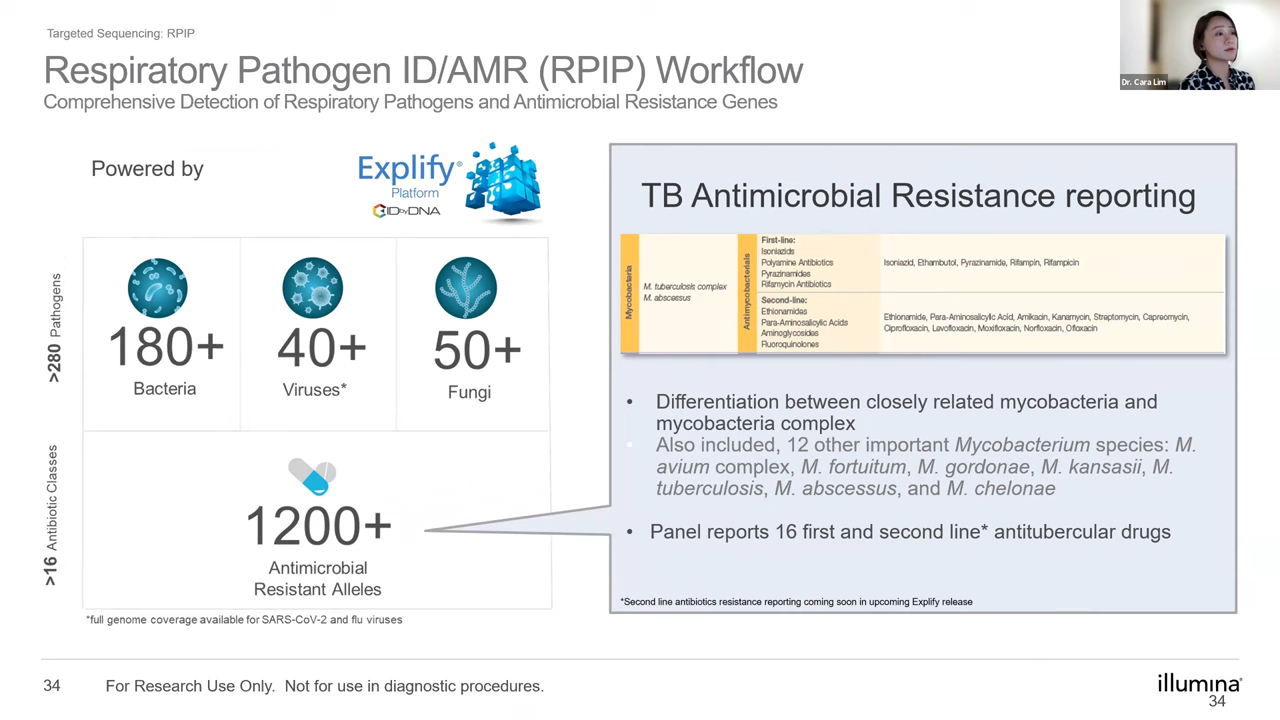 Targeted Sequencing: RPIP
Respiratory Pathogen ID/AMR (RPIP) Workflow
Comprehensive Detection of Respiratory Pathogens and Antimicrobial Resistance Genes
Dr. Cara Lim
Powered by
Explify®
Platform
IDbyDNA
>280 Pathogens
180+
Bacteria
40+
Viruses*
50+
Fungi
>16 Antibiotic Classes
1200+
Antimicrobial
Resistant Alleles
*full genome coverage available for SARS-CoV-2 and flu viruses
TB Antimicrobial Resistance reporting
Mycobacteria
M. tuberculosis complex
M. abscessus
Antimycobacterials
First-line:
Isoniazids
Polyamine Antibiotics
Pyrazinamides
Rifamycin Antibiotics
Isoniazid, Ethambutol, Pyrazinamide, Rifampin, Rifampicin
Second-line:
Ethionamides
Para-Aminosalicylic Acids
Aminoglycosides
Fluoroquinolones
Ethionamide, Para-Aminosalicylic Acid, Amikacin, Kanamycin, Streptomycin, Capreomycin,
Ciprofloxacin, Levofloxacin, Moxifloxacin, Norfloxacin, Ofloxacin
• Differentiation between closely related mycobacteria and
mycobacteria complex
• Also included, 12 other important Mycobacterium species: M.
avium complex, M. fortuitum, M. gordonae, M. kansasii, M.
tuberculosis, M. abscessus, and M. chelonae
• Panel reports 16 first and second line* antitubercular drugs
*Second line antibiotics resistance reporting coming soon in upcoming Explify release
34
For Research Use Only. Not for use in diagnostic procedures.
illumina®
34